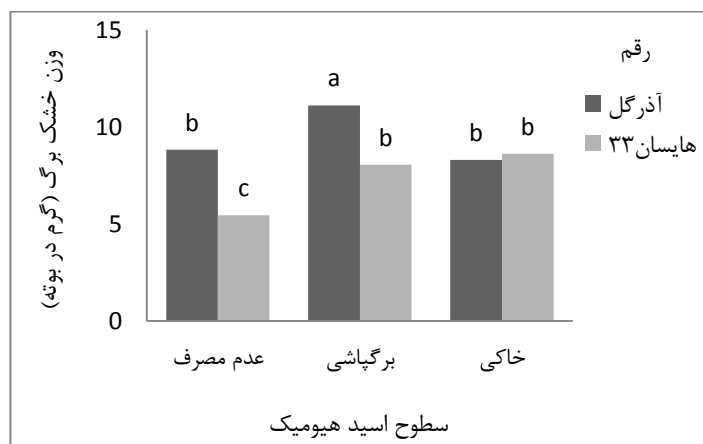 وزن خشک برگ (گرم در بوته)
15
10
5
0
b
c
a
b
b
b
رقم
آذرگل
هایسان۳۳
عدم مصرف
برگپاشی
خاکی
سطوح اسید هیومیک